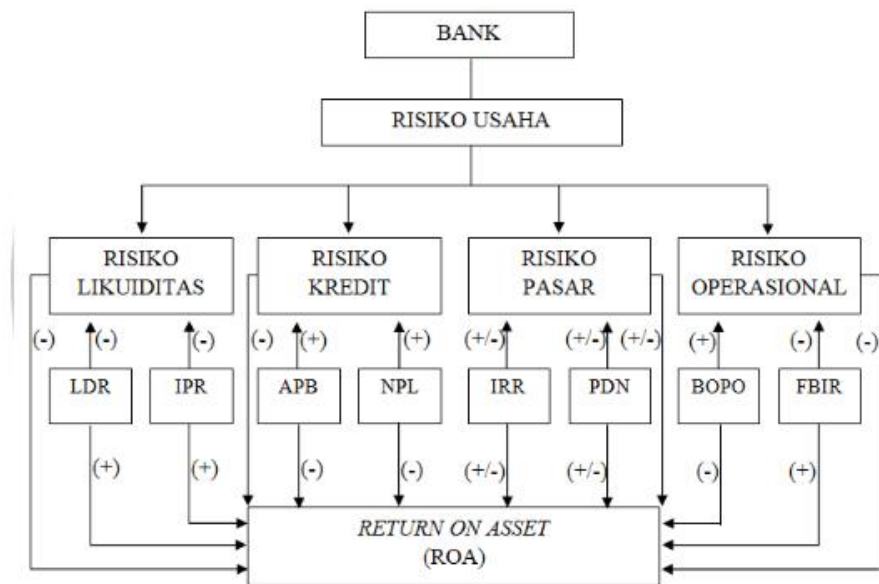 BANK
RISIKO USAHA
RISIKO LIKUIDITAS
RISIKO KREDIT
RISIKO PASAR
RISIKO OPERASIONAL
(-) (-) (-) (-) (+) (+) (+/-) (+/-) (+/-) (+) (-) (-)
LDR IPR APB NPL IRR PDN BOPO FBIR
(+) (+) (-) (-) (+/-) (+/-) (-) (+)
RETURN ON ASSET
(ROA)